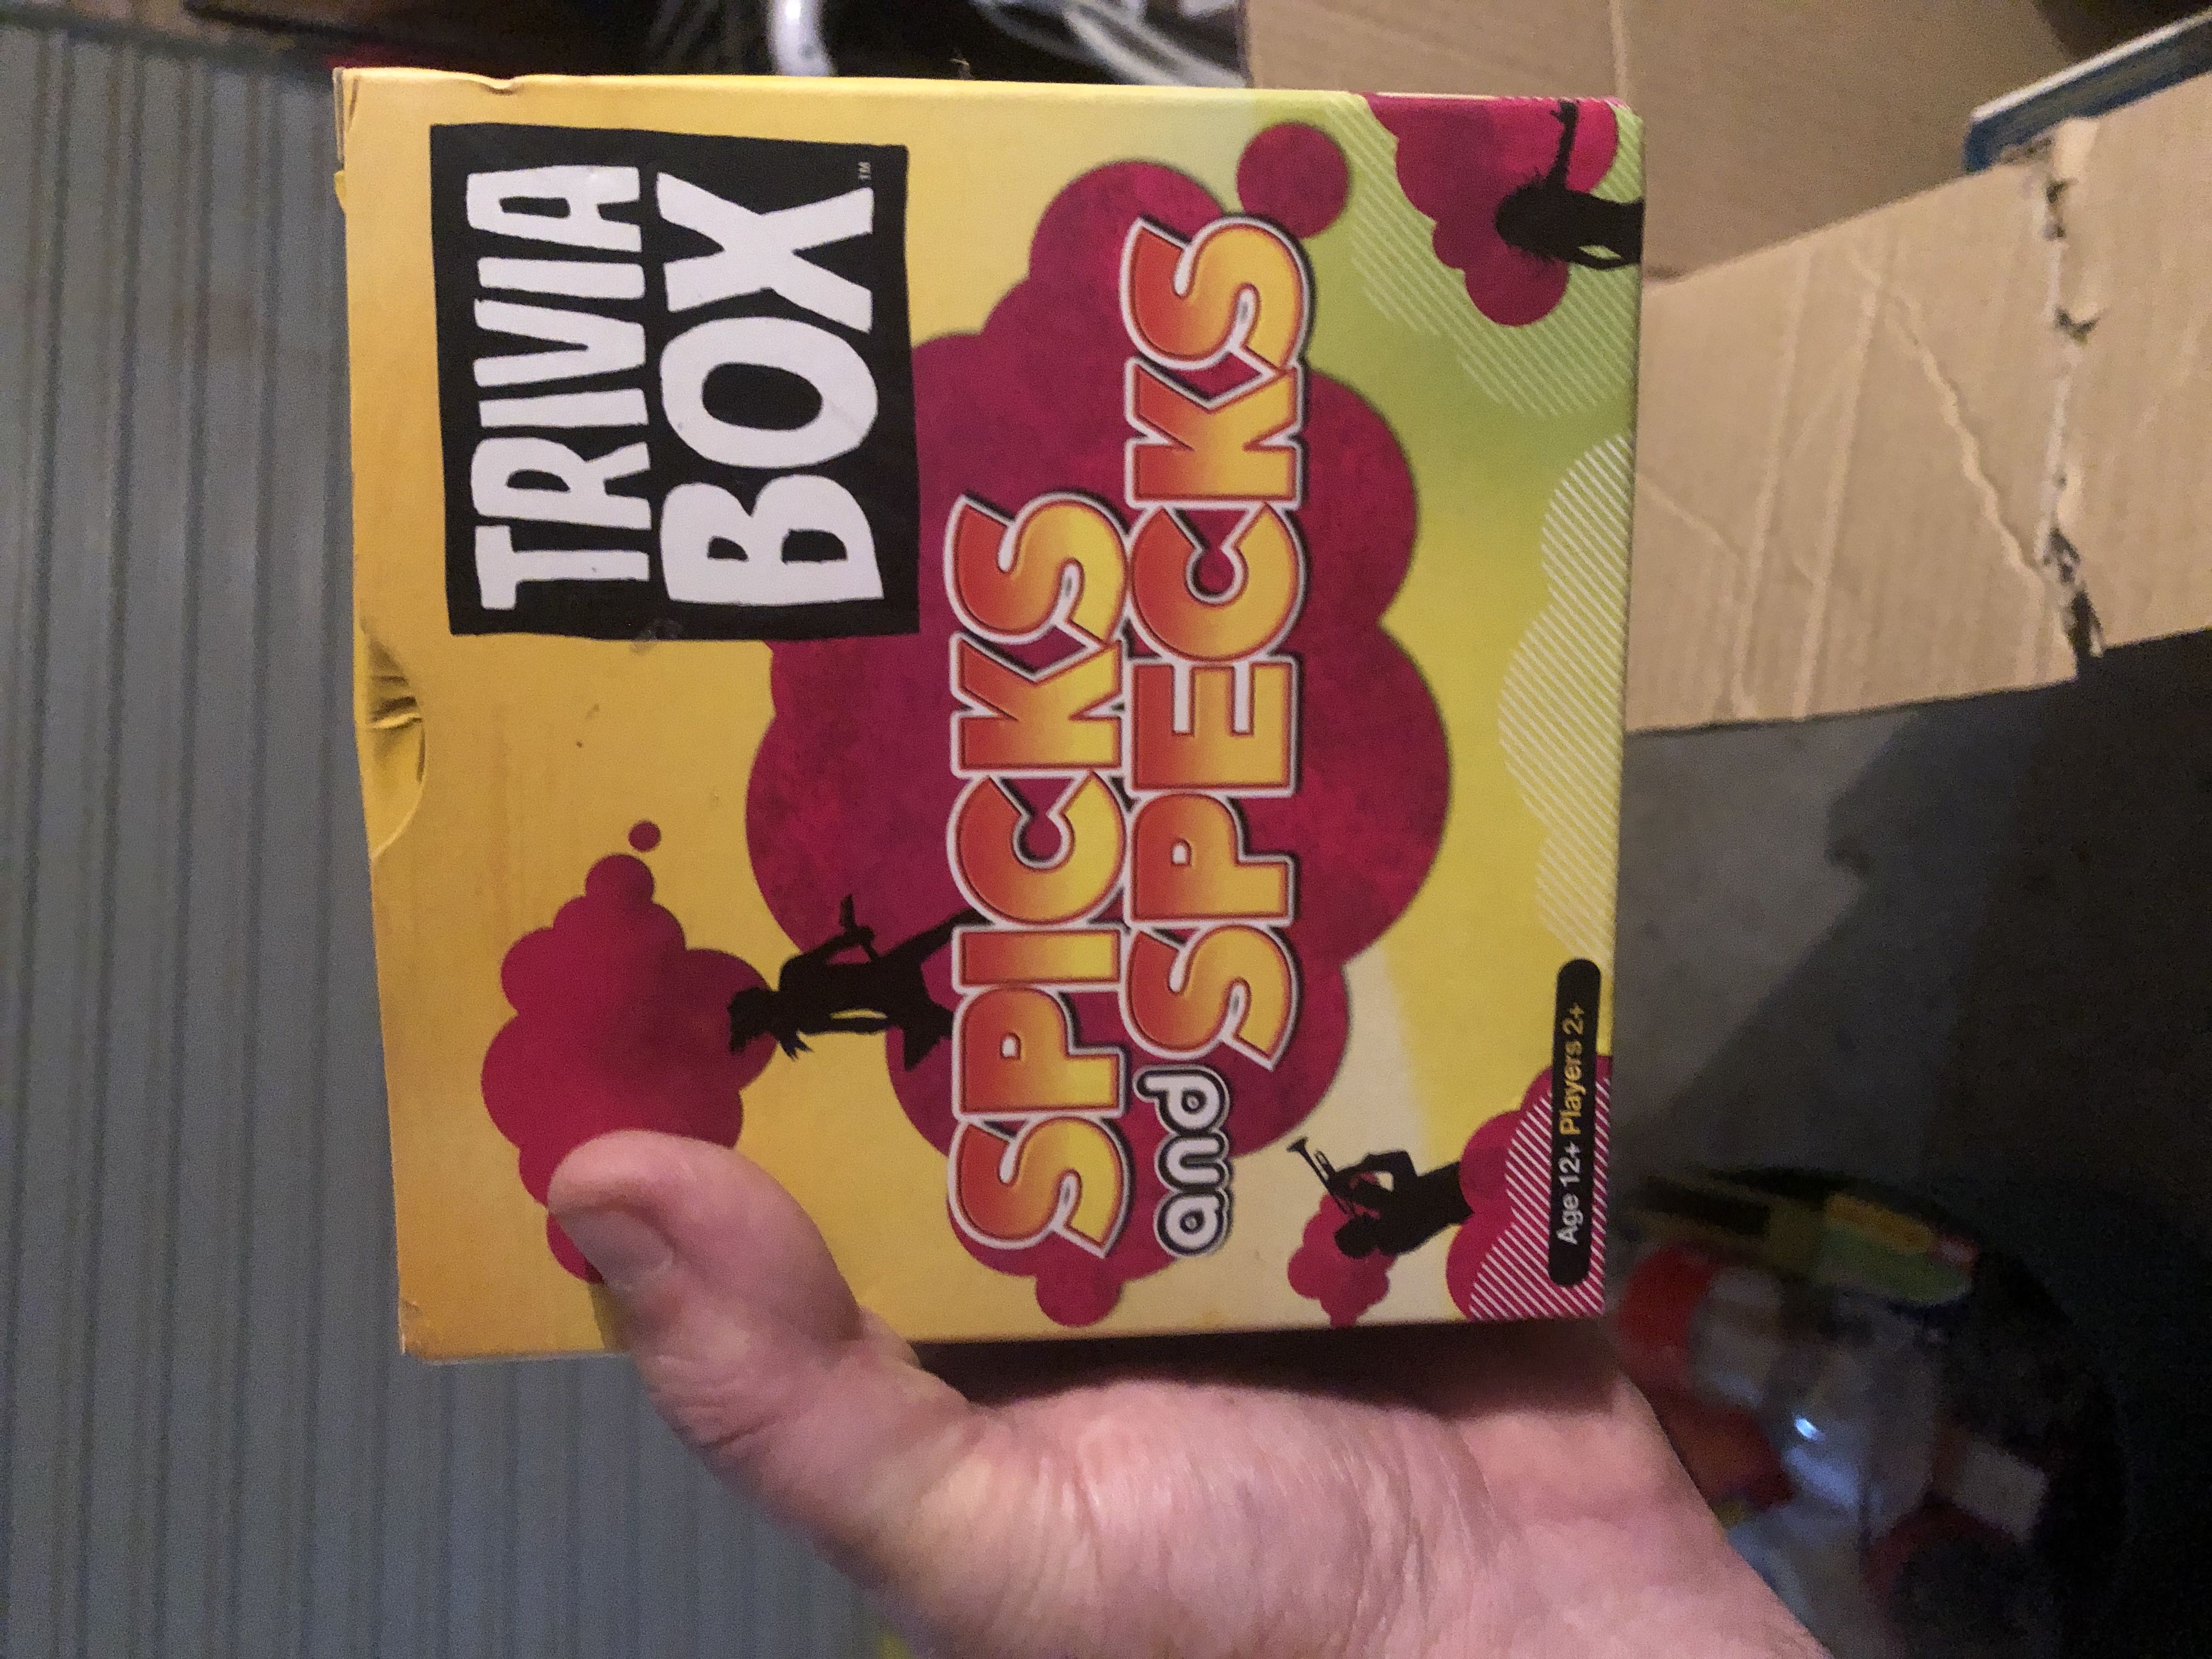 TRIVIA
BOX™
SPICKS
and SPECKS
Age 12+ Players 2+